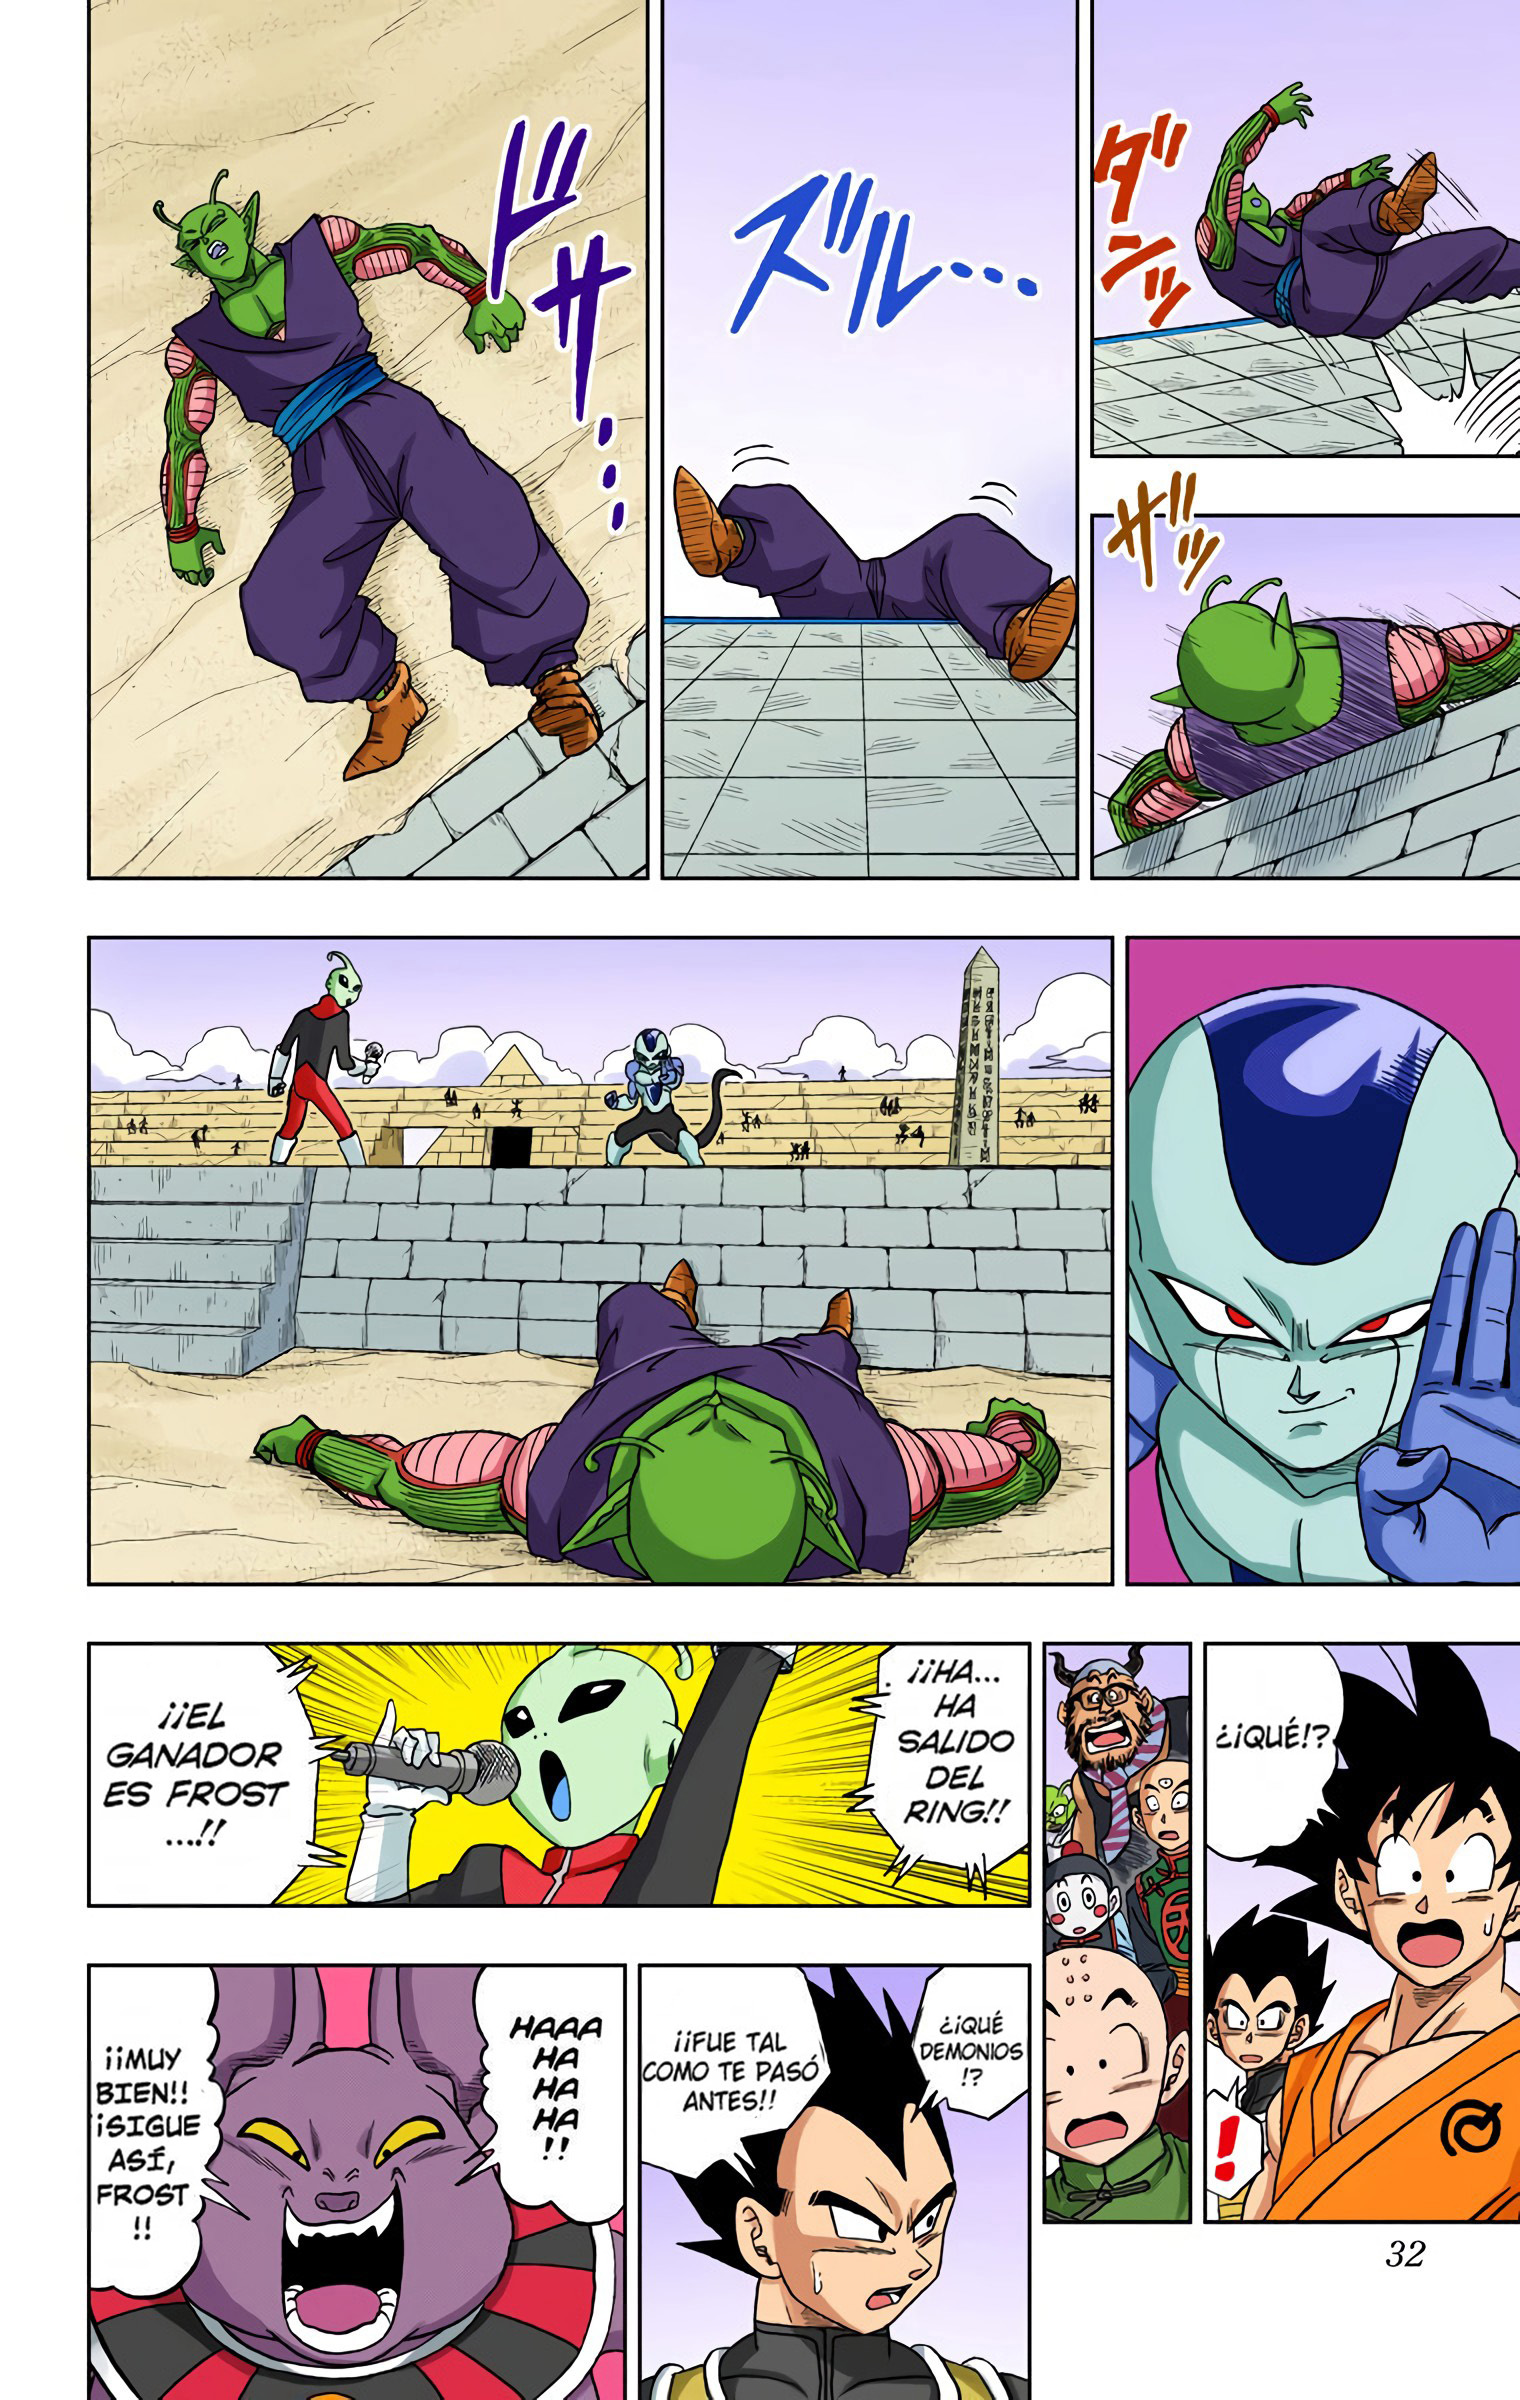 ダンッ
ザザッ
ズル…
ドサ…
¿¡QUÉ!?
!
¡¡HA...
HA
SALIDO
DEL
RING!!
¡¡EL
GANADOR
ES FROST
...!!
¿¡QUÉ
DEMONIOS
!?
¡¡FUE TAL
COMO TE PASÓ
ANTES!!
HAAA
HA
HA
HA
!!
¡¡MUY
BIEN!!
¡SIGUE
ASÍ,
FROST
!!
32